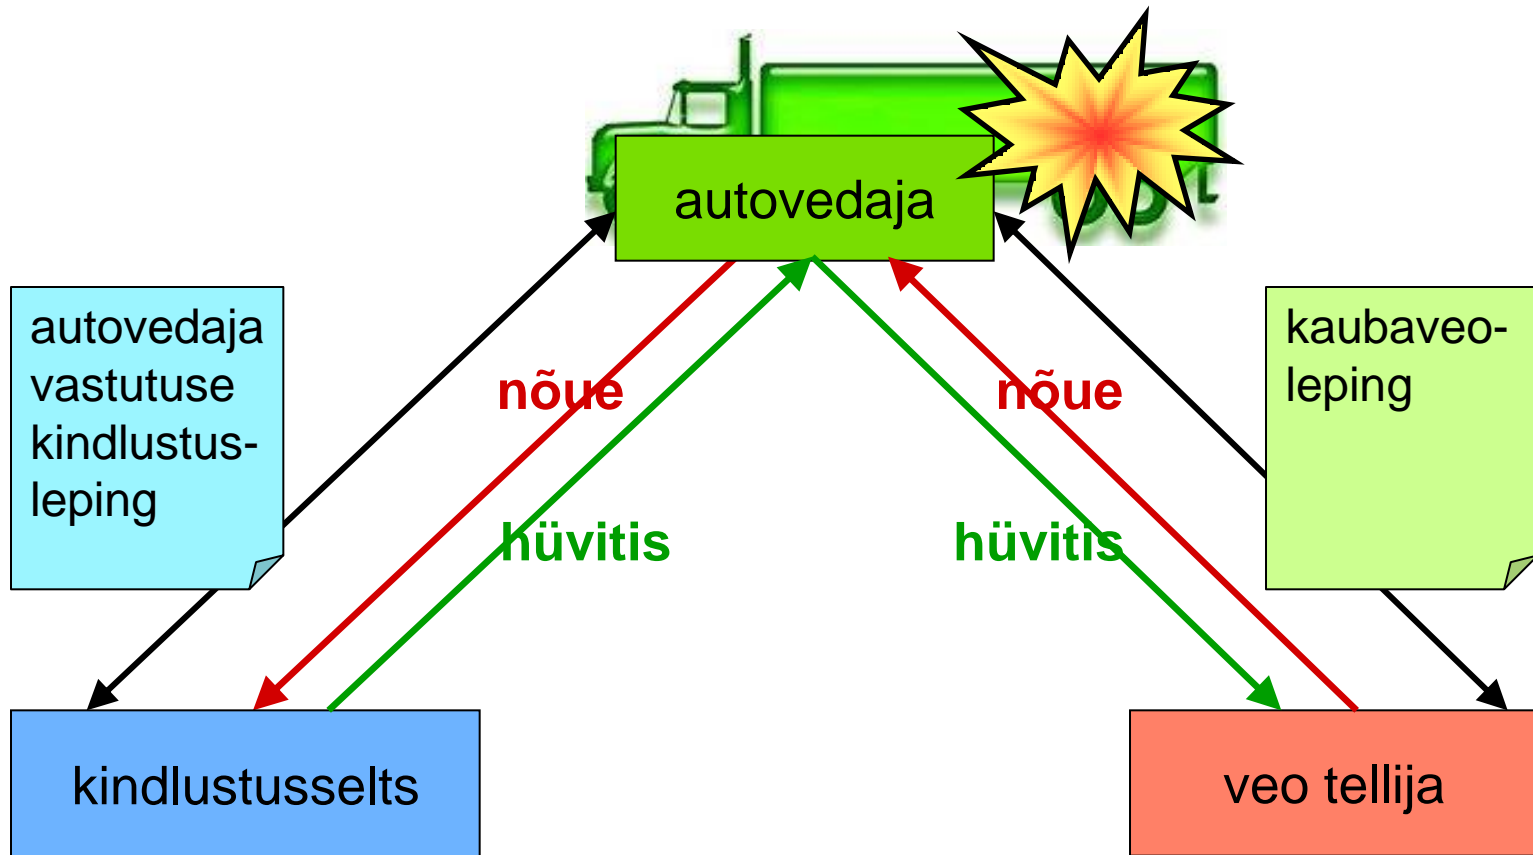 autovedaja
autovedaja
vastutuse
kindlustus-
leping
kaubaveo-
leping
nõue
nõue
hüvitis
hüvitis
kindlustusselts
veo tellija